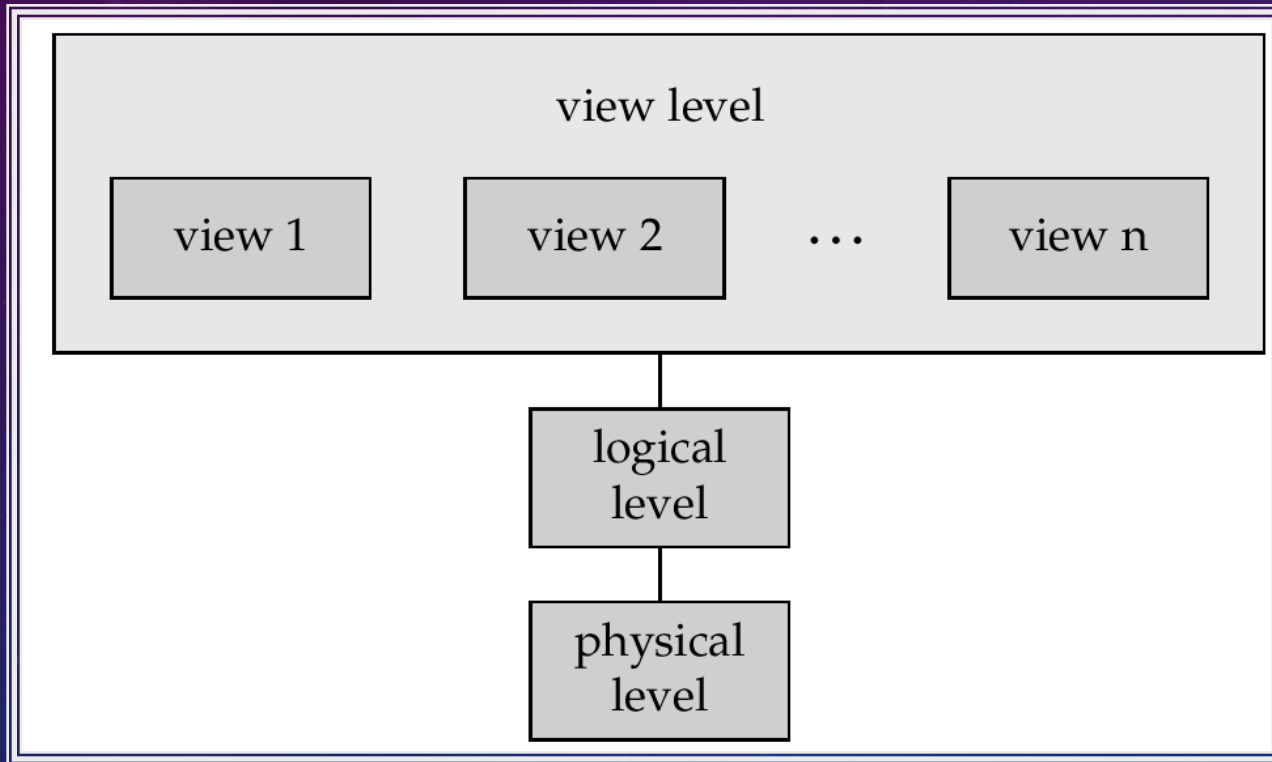 view level
view 1 view 2 ... view n
logical
level
physical
level